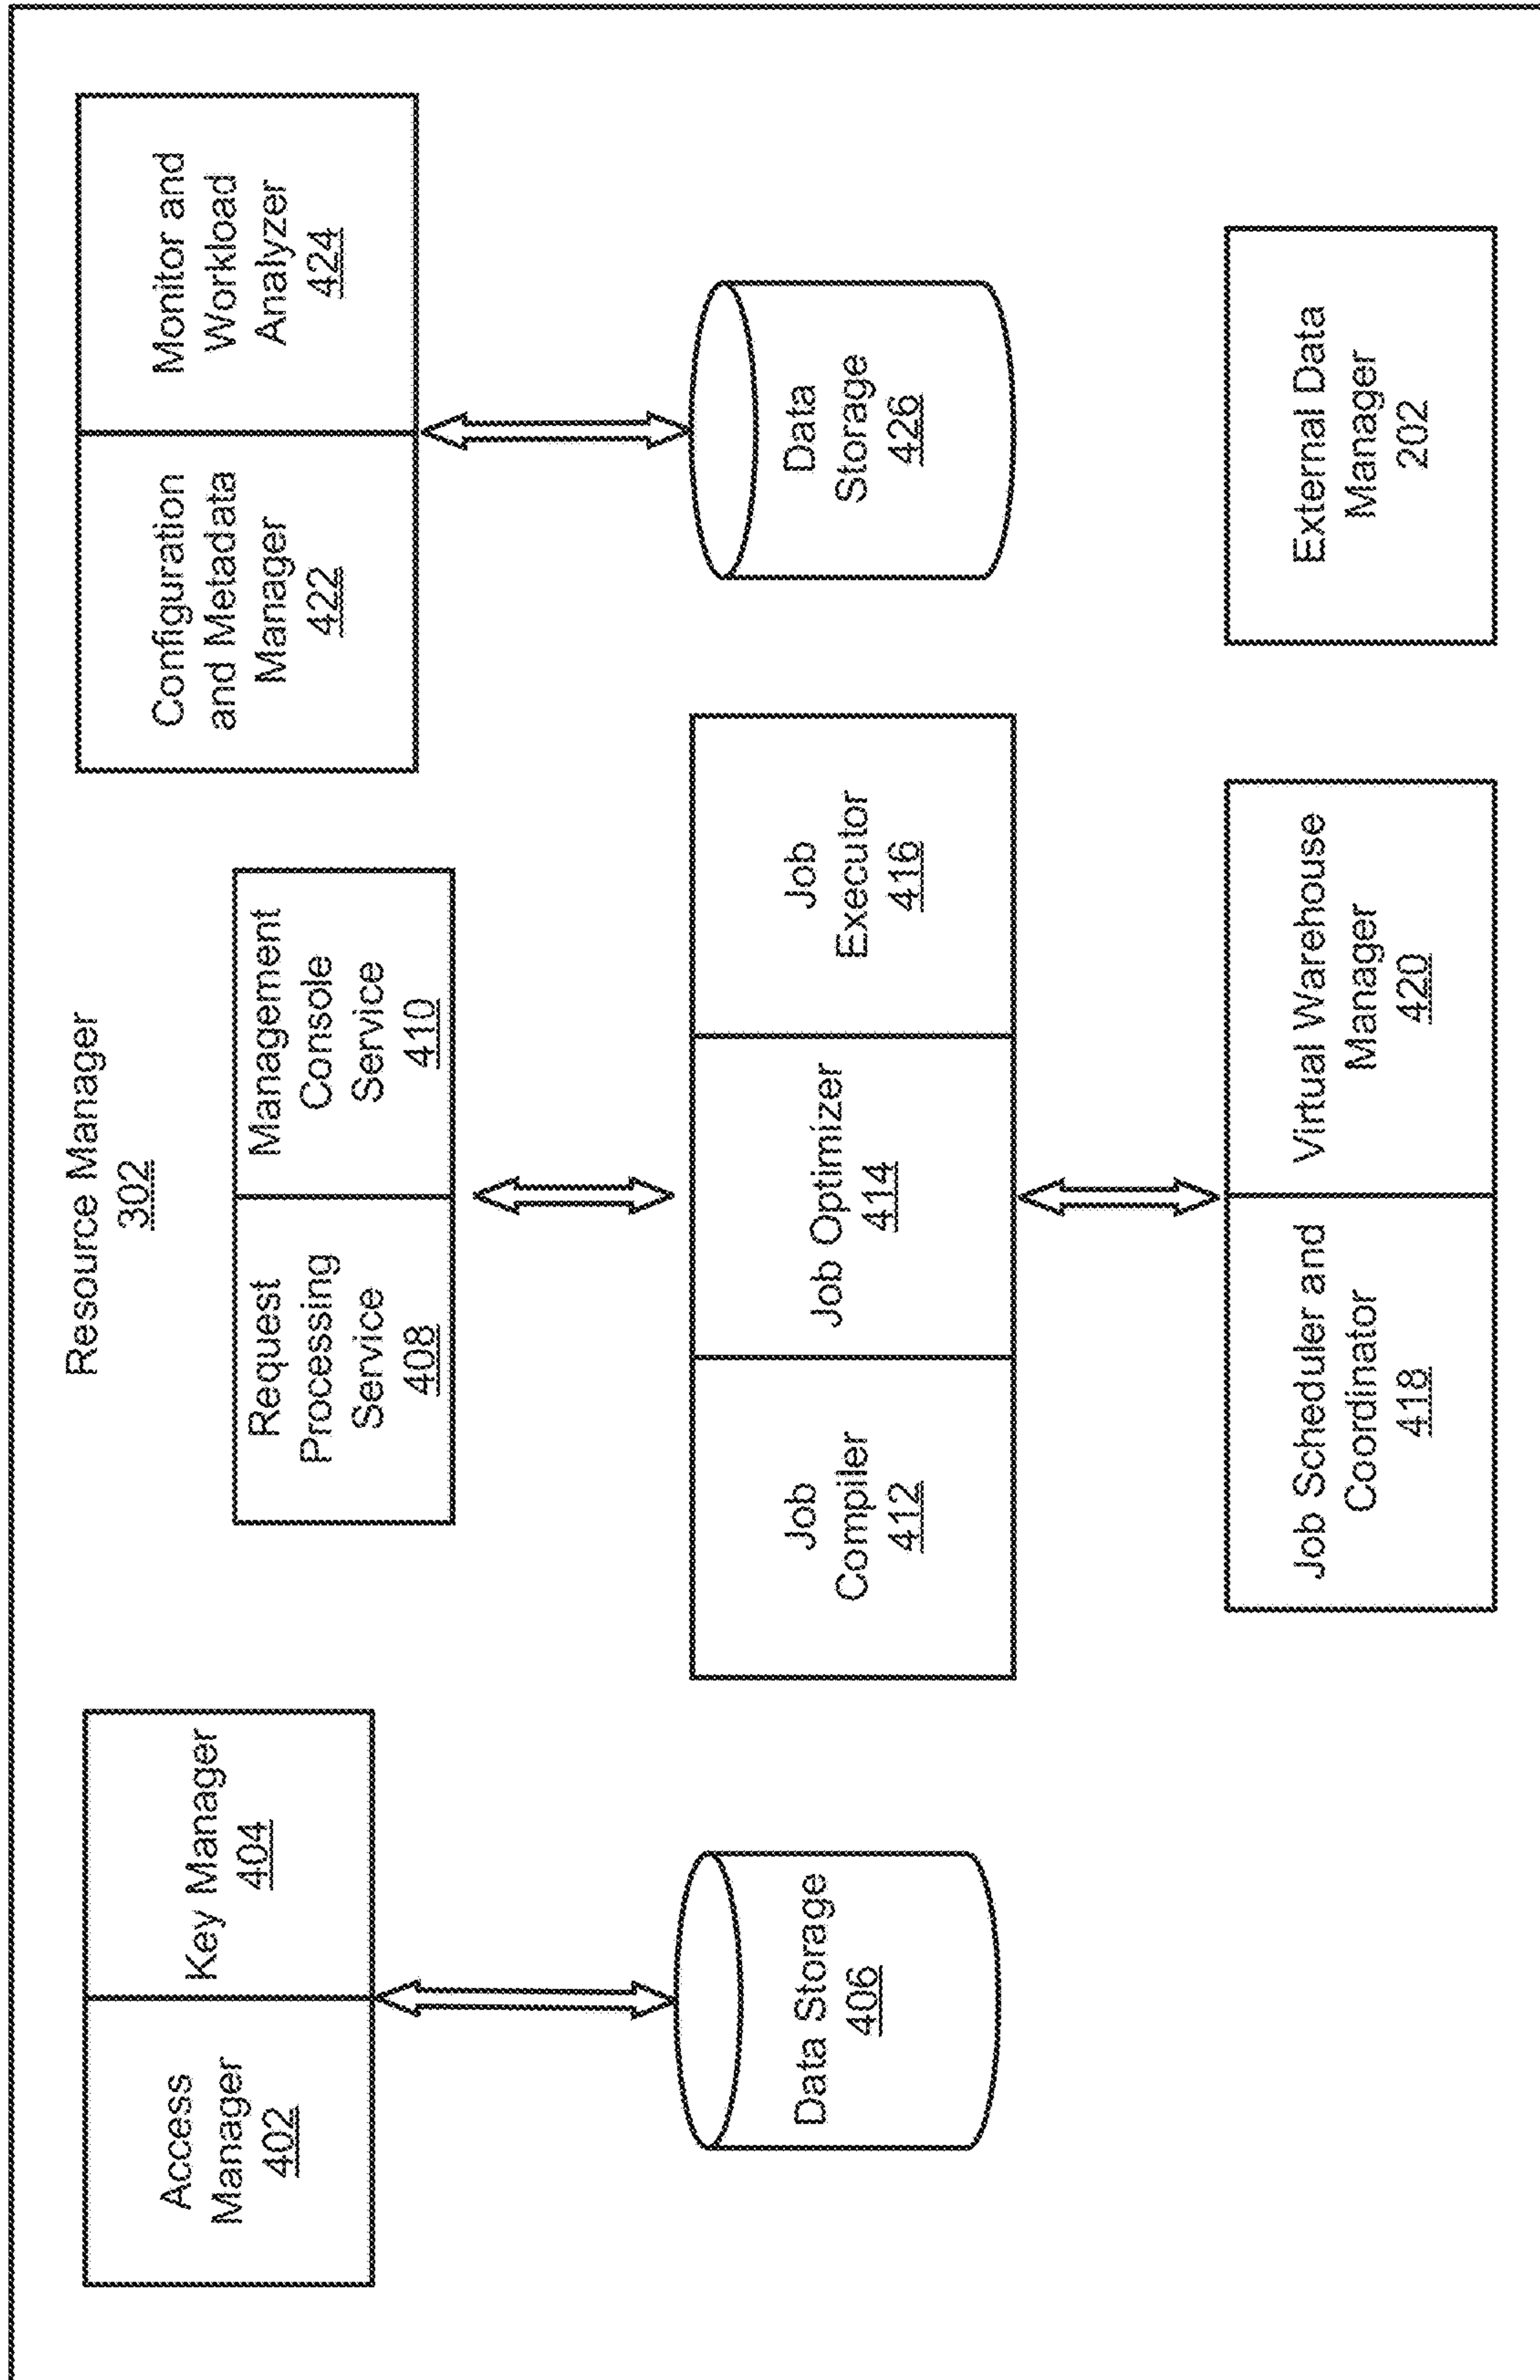 Resource Manager
302
Access
Manager
402
Key Manager
404
Data Storage
406
Request
Processing
Service
408
Management
Console
Service
410
Job
Compiler
412
Job Optimizer
414
Job
Executor
416
Job Scheduler and
Coordinator
418
Virtual Warehouse
Manager
420
Configuration
and Metadata
Manager
422
Monitor and
Workload
Analyzer
424
Data
Storage
426
External Data
Manager
202